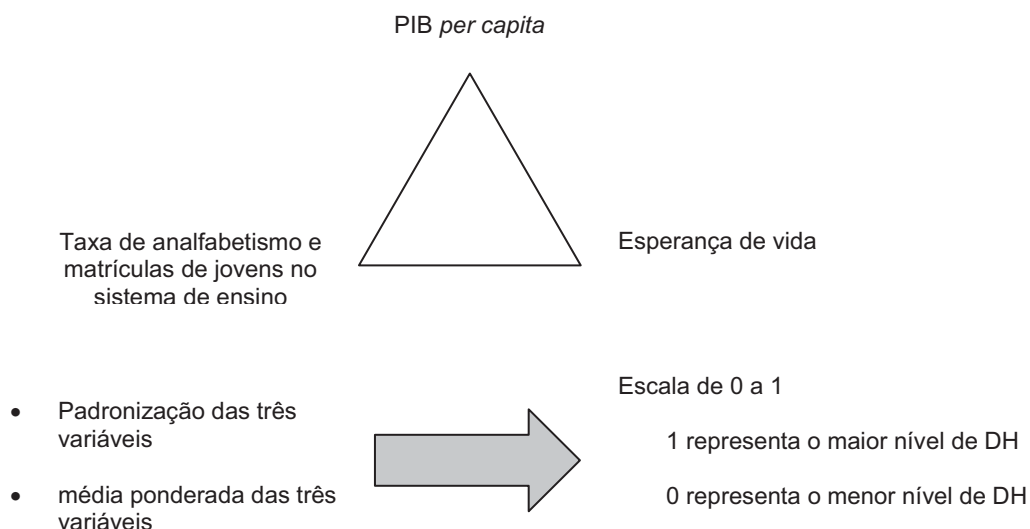 PIB per capita
Taxa de analfabetismo e
matrículas de jovens no
sistema de ensino
Esperança de vida
• Padronização das três
variáveis
• média ponderada das três
variáveis
Escala de 0 a 1
1 representa o maior nível de DH
0 representa o menor nível de DH